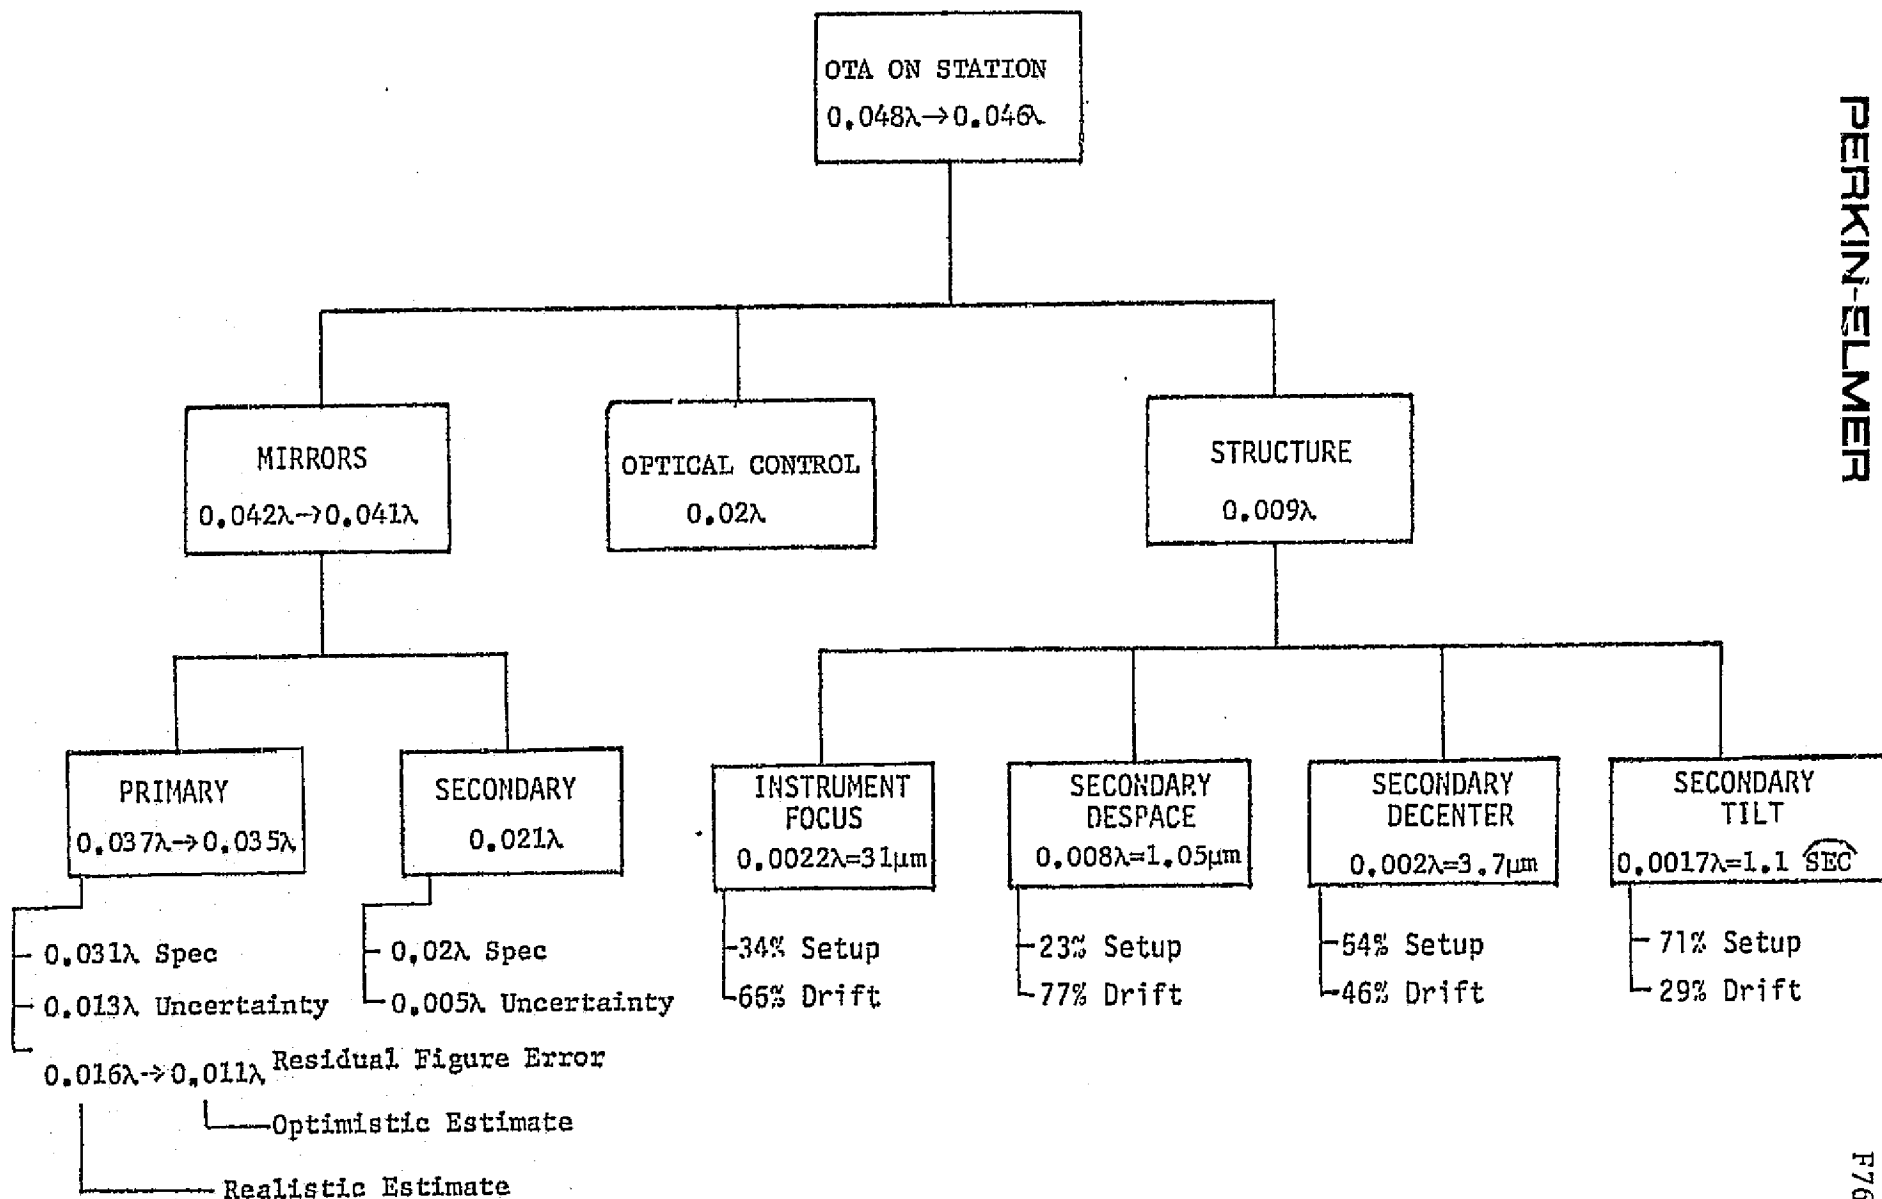 OTA ON STATION
0.048λ→0.046λ
PERKIN-ELMER
MIRRORS
0.042λ→0.041λ
OPTICAL CONTROL
0.02λ
STRUCTURE
0.009λ
PRIMARY
0.037λ→0.035λ
SECONDARY
0.021λ
INSTRUMENT
FOCUS
0.0022λ=31μm
SECONDARY
DESPACE
0.008λ=1.05μm
SECONDARY
DECENTER
0.002λ=3.7μm
SECONDARY
TILT
0.0017λ=1.1 SEC
0.031λ Spec
0.013λ Uncertainty
0.016λ→0.011λ Residual Figure Error
Optimistic Estimate
Realistic Estimate
0.02λ Spec
0.005λ Uncertainty
34% Setup
66% Drift
23% Setup
77% Drift
54% Setup
46% Drift
71% Setup
29% Drift
F76